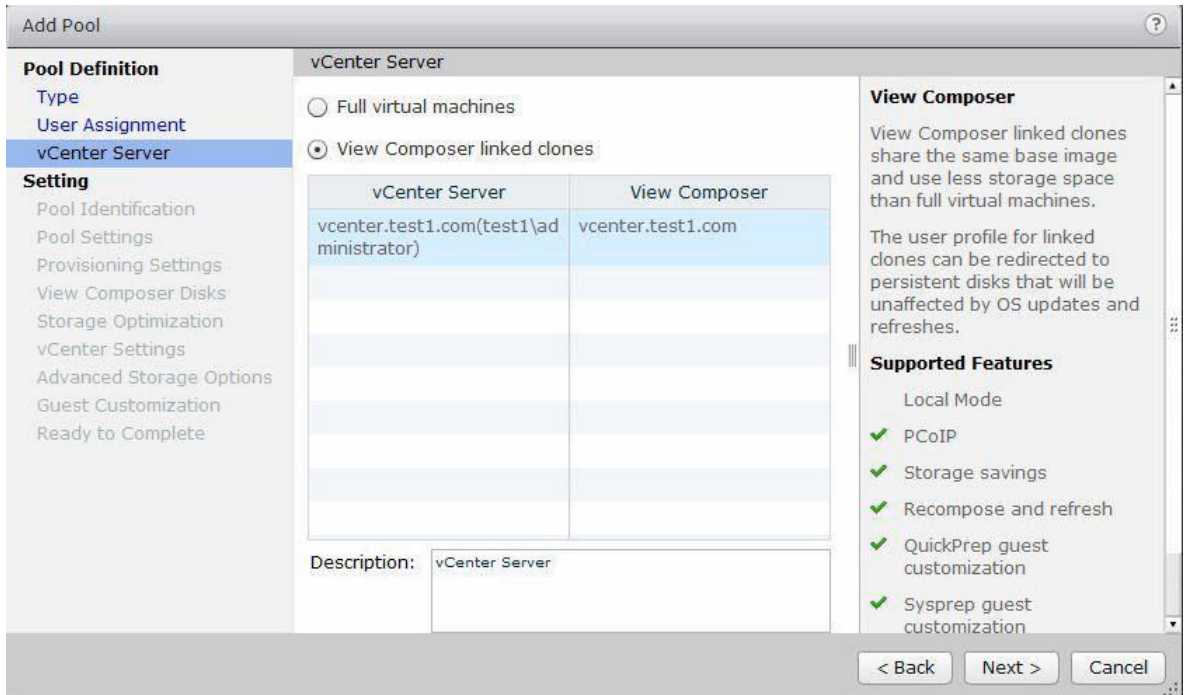 Add Pool
?
Pool Definition
Type
User Assignment
vCenter Server
Setting
Pool Identification
Pool Settings
Provisioning Settings
View Composer Disks
Storage Optimization
vCenter Settings
Advanced Storage Options
Guest Customization
Ready to Complete
vCenter Server
Full virtual machines
View Composer linked clones
vCenter Server View Composer
vcenter.test1.com(test1\ad vcenter.test1.com
ministrator)
Description: vCenter Server
View Composer
View Composer linked clones
share the same base image
and use less storage space
than full virtual machines.
The user profile for linked
clones can be redirected to
persistent disks that will be
unaffected by OS updates and
refreshes.
Supported Features
Local Mode
PCoIP
Storage savings
Recompose and refresh
QuickPrep guest
customization
Sysprep guest
customization
< Back Next > Cancel